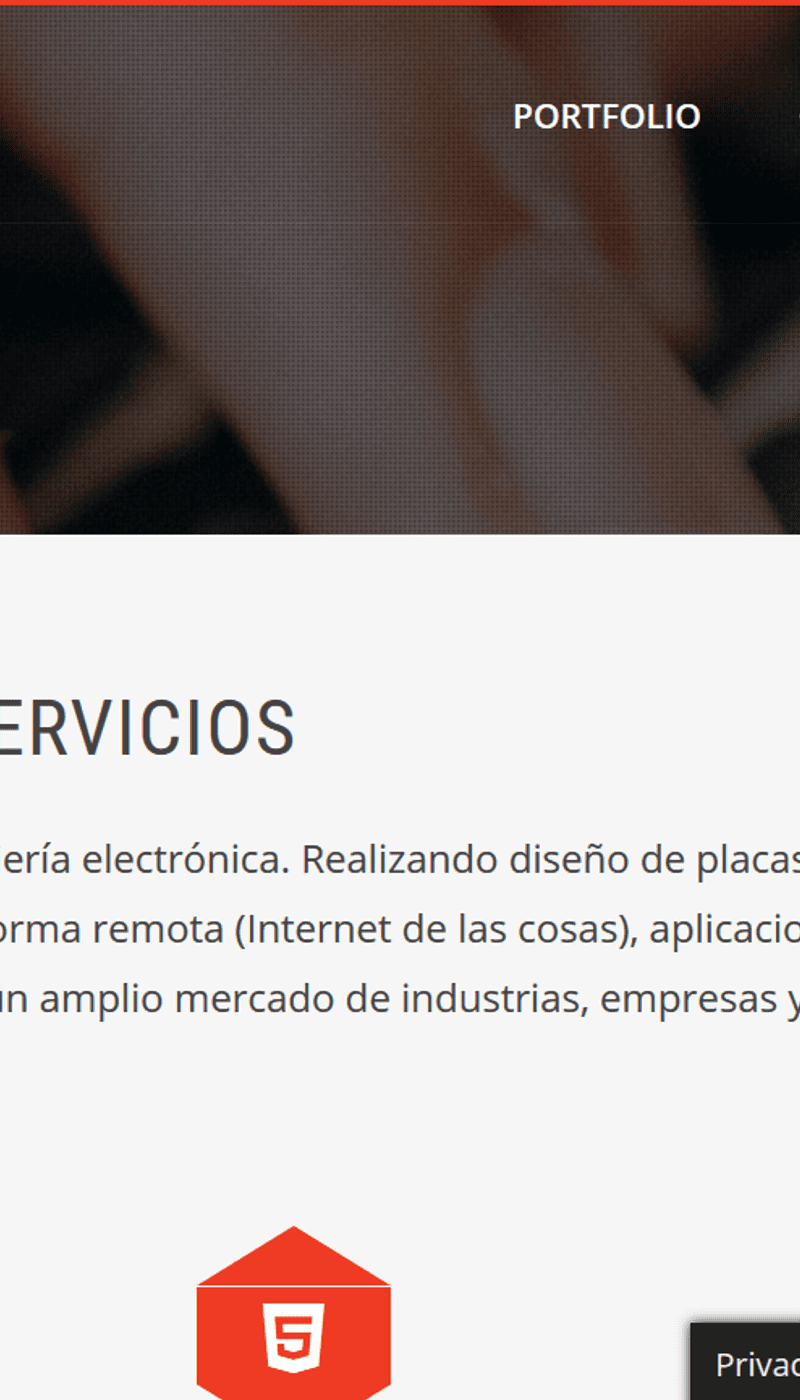 PORTFOLIO
ERVICIOS
ería electrónica. Realizando diseño de placas
orma remota (Internet de las cosas), aplicacio
un amplio mercado de industrias, empresas y
5
Privac